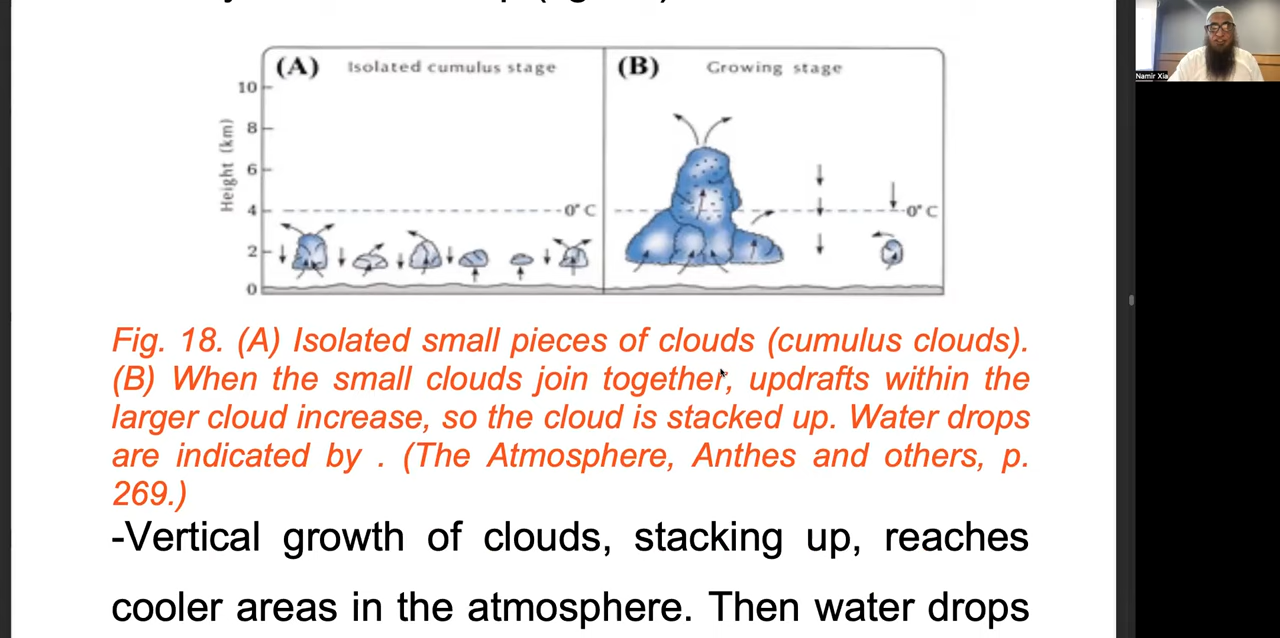 (A) Isolated cumulus stage
(B) Growing stage
Height (km)
10
8
6
4
2
0
0° C
0° C
Fig. 18. (A) Isolated small pieces of clouds (cumulus clouds).
(B) When the small clouds join together, updrafts within the
larger cloud increase, so the cloud is stacked up. Water drops
are indicated by . (The Atmosphere, Anthes and others, p.
269.)
-Vertical growth of clouds, stacking up, reaches
cooler areas in the atmosphere. Then water drops
Namir Xia